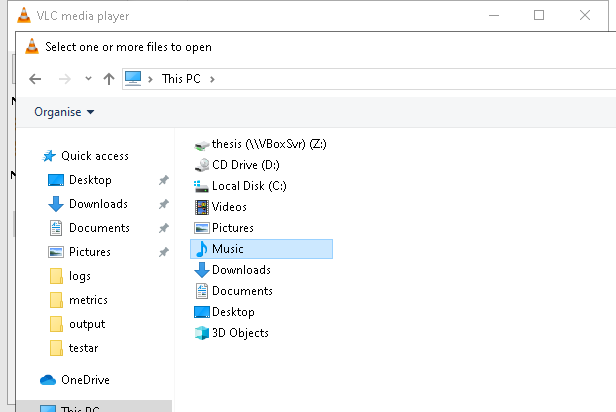 VLC media player
Select one or more files to open
This PC
Organise
Quick access
Desktop
Downloads
Documents
Pictures
logs
metrics
output
testar
OneDrive
This PC
thesis (\\VBoxSvr) (Z:)
CD Drive (D:)
Local Disk (C:)
Videos
Pictures
Music
Downloads
Documents
Desktop
3D Objects